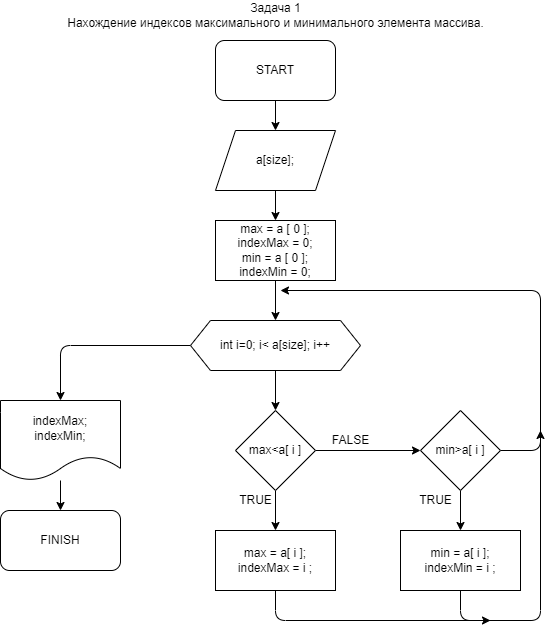 Задача 1
Нахождение индексов максимального и минимального элемента массива.
START
a[size];
max = a [ 0 ];
indexMax = 0;
min = a [ 0 ];
indexMin = 0;
int i=0; i< a[size]; i++
indexMax;
indexMin;
max<a[ i ]
FALSE
min>a[ i ]
TRUE
TRUE
FINISH
max = a[ i ];
indexMax = i ;
min = a[ i ];
indexMin = i ;